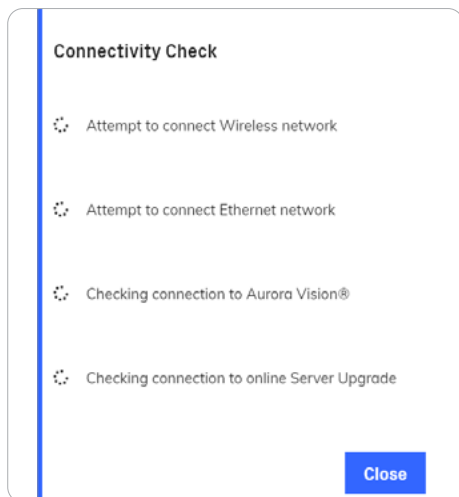 Connectivity Check
Attempt to connect Wireless network
Attempt to connect Ethernet network
Checking connection to Aurora Vision®
Checking connection to online Server Upgrade
Close